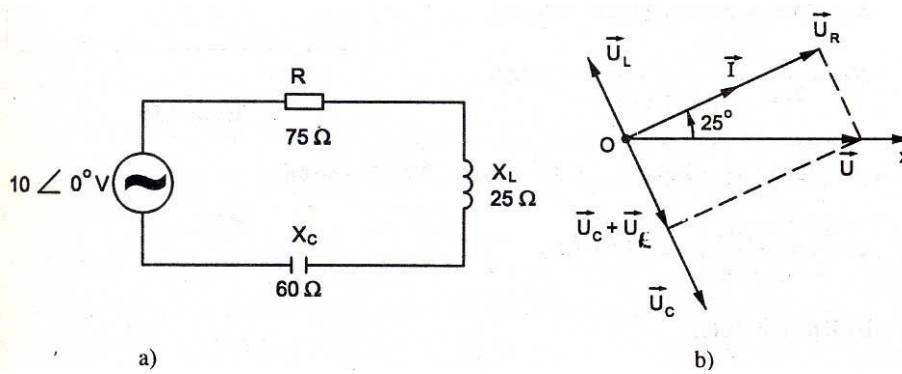 R
75 Ω
10 ∠ 0° V
X_L
25 Ω
X_C
60 Ω
a)
U_L
U_R
I
25°
O
U
x
U_C + U_L
U_C
b)